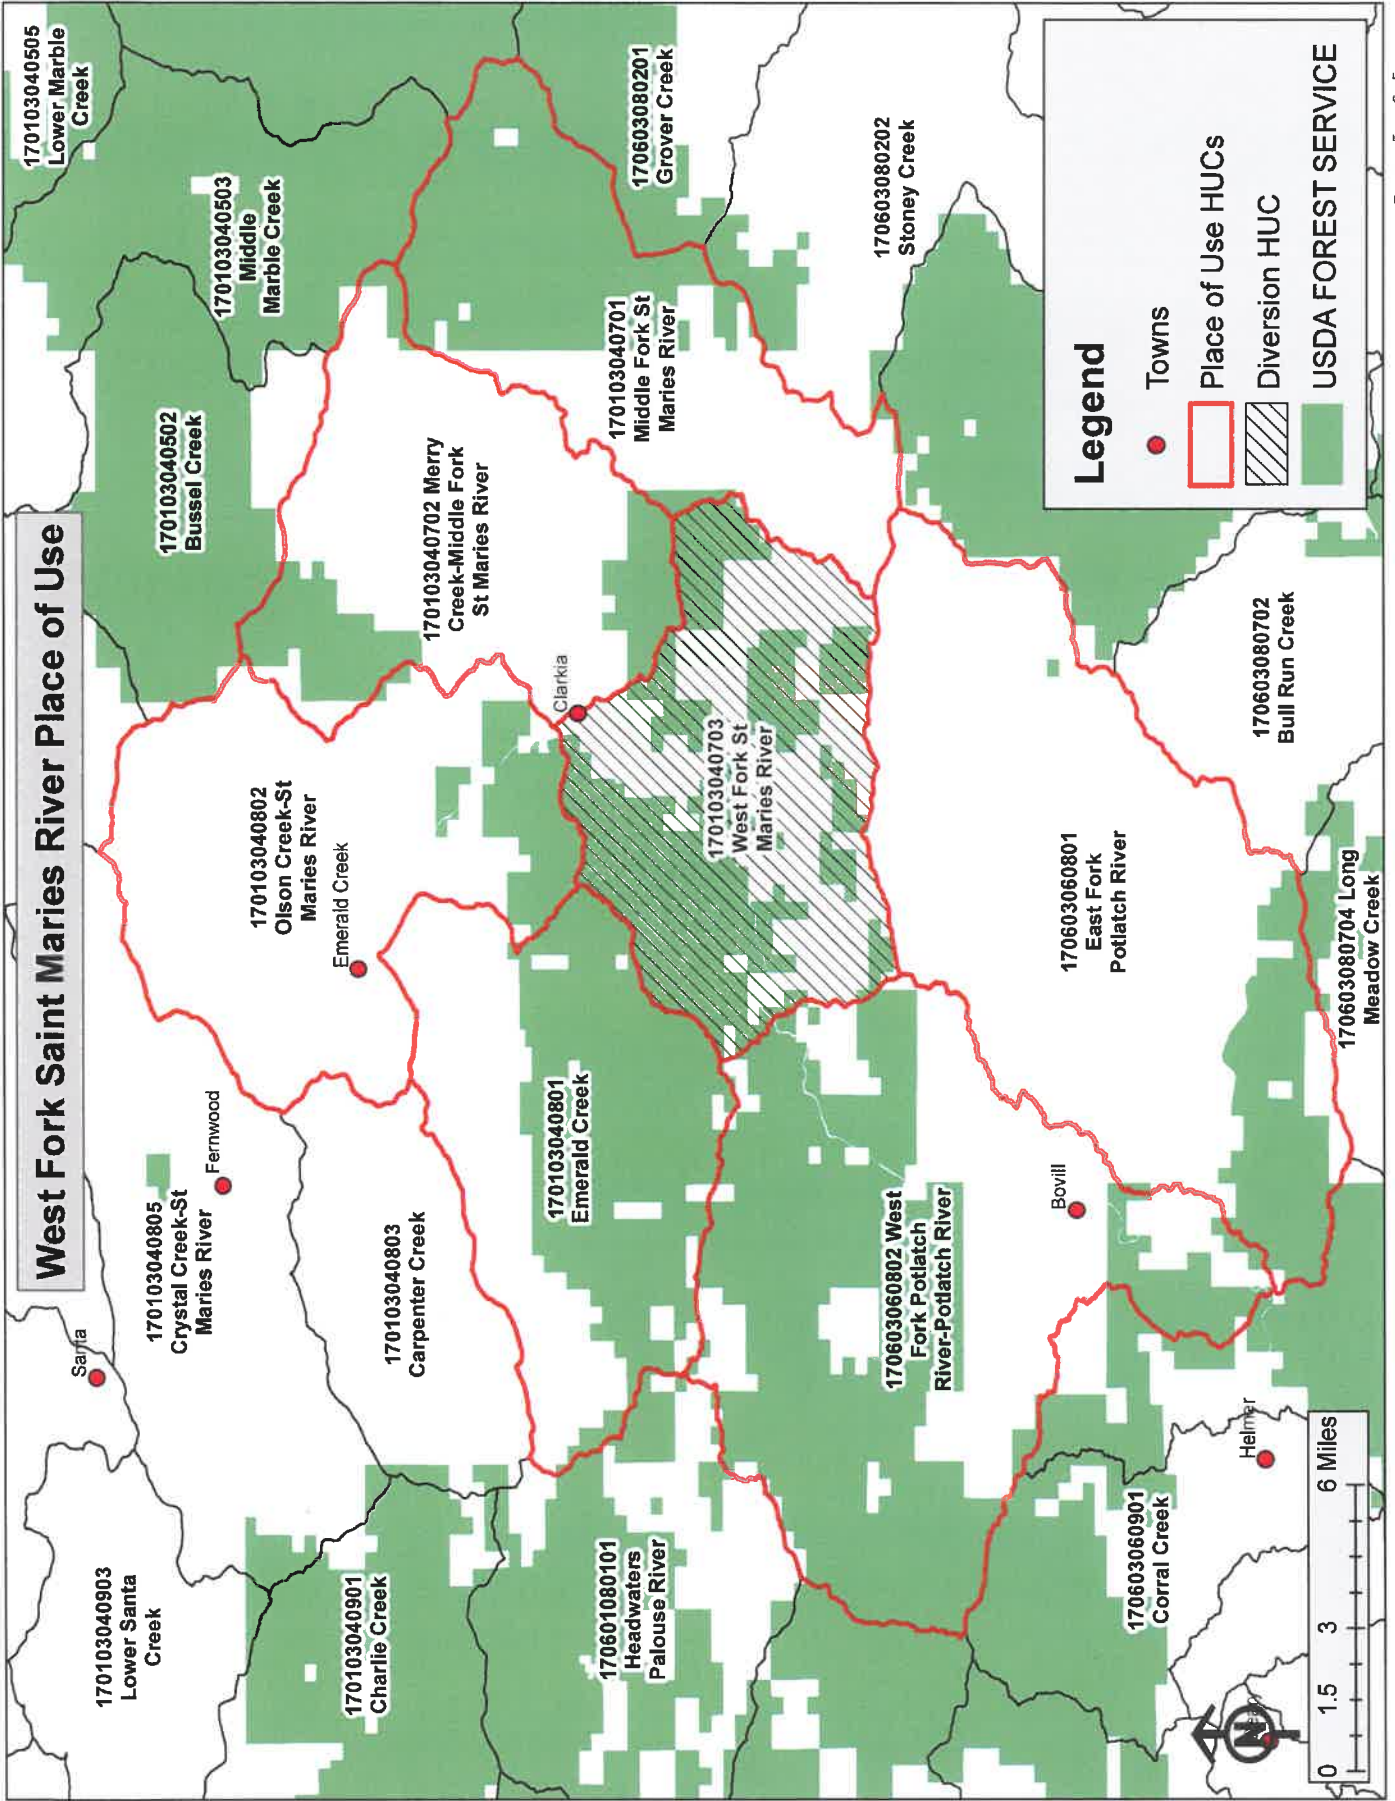 West Fork Saint Maries River Place of Use
170103040903
Lower Santa
Creek
Santa
170103040805
Crystal Creek-St
Maries River
Fernwood
170103040502
Bussel Creek
170103040503
Middle
Marble Creek
170103040505
Lower Marble
Creek
170103040901
Charlie Creek
170103040803
Carpenter Creek
170103040802
Olson Creek-St
Maries River
Emerald Creek
170103040702 Merry
Creek-Middle Fork
St Maries River
Clarkia
170103040801
Emerald Creek
170103040701
Middle Fork St
Maries River
170603080201
Grover Creek
170601080101
Headwaters
Palouse River
170103040703
West Fork St
Maries River
170603060802 West
Fork Potlatch
River-Potlatch River
170603080202
Stoney Creek
Bovill
170603060801
East Fork
Potlatch River
170603060901
Corral Creek
Helmer
170603080702
Bull Run Creek
170603080704 Long
Meadow Creek
N
0 1.5 3 6 Miles
Legend
Towns
Place of Use HUCs
Diversion HUC
USDA FOREST SERVICE